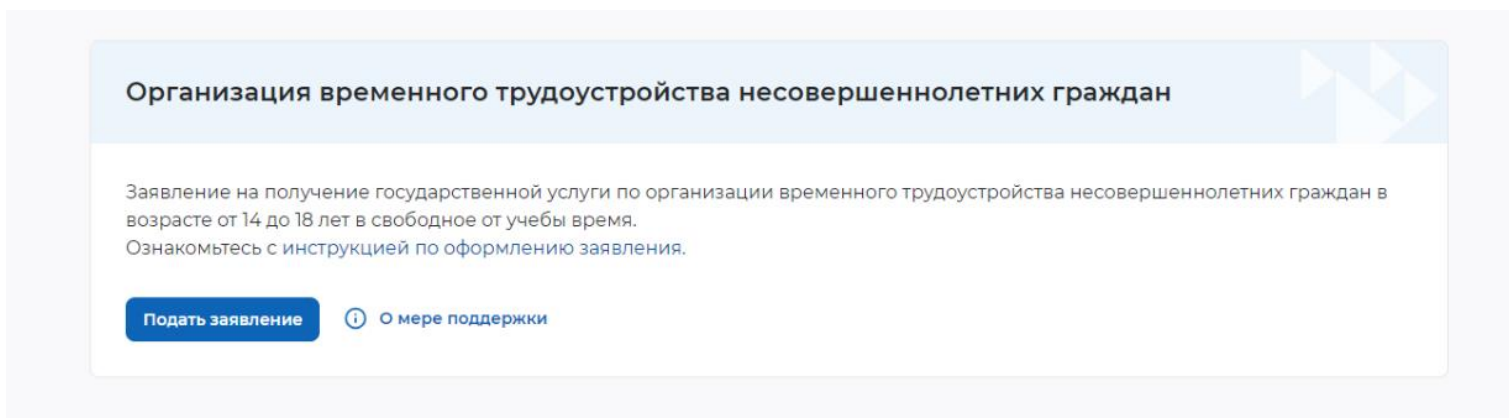 Организация временного трудоустройства несовершеннолетних граждан
Заявление на получение государственной услуги по организации временного трудоустройства несовершеннолетних граждан в
возрасте от 14 до 18 лет в свободное от учебы время.
Ознакомьтесь с инструкцией по оформлению заявления.
Подать заявление О мере поддержки